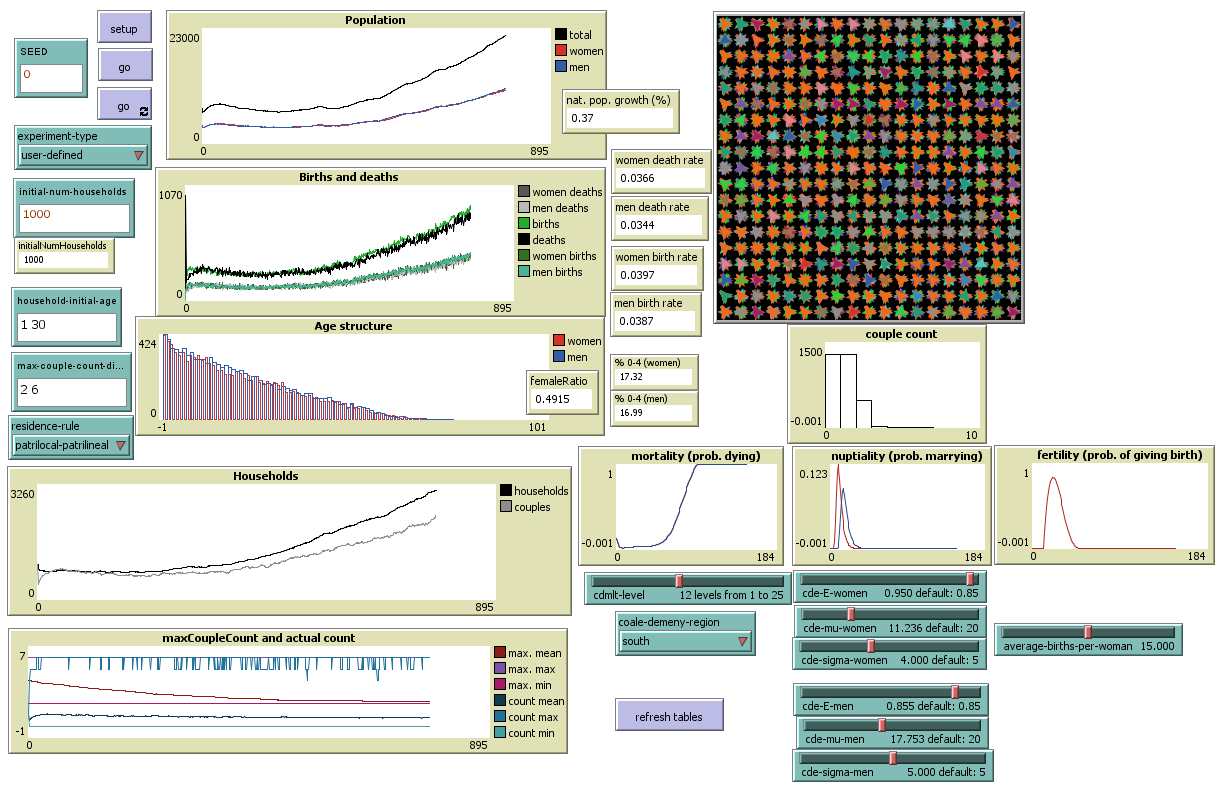 SEED
0
setup
go
go
experiment-type
user-defined
initial-num-households
1000
initialNumHouseholds
1000
household-initial-age
1 30
max-couple-count-di...
2 6
residence-rule
patrilocal-patrilineal
Population
23000
0
0
895
total
women
men
nat. pop. growth (%)
0.37
Births and deaths
1070
0
0
895
women deaths
men deaths
births
deaths
women births
men births
women death rate
0.0366
men death rate
0.0344
women birth rate
0.0397
men birth rate
0.0387
Age structure
424
0
-1
101
women
men
femaleRatio
0.4915
% 0-4 (women)
17.32
% 0-4 (men)
16.99
couple count
1500
-0.001
0
10
Households
3260
0
0
895
households
couples
maxCoupleCount and actual count
7
-1
0
895
max. mean
max. max
max. min
count mean
count max
count min
mortality (prob. dying)
1
-0.001
0
184
cdmlt-level
12 levels from 1 to 25
coale-demeny-region
south
refresh tables
nuptiality (prob. marrying)
0.123
-0.001
0
184
cde-E-women
0.950 default: 0.85
cde-mu-women
11.236 default: 20
cde-sigma-women
4.000 default: 5
cde-E-men
0.855 default: 0.85
cde-mu-men
17.753 default: 20
cde-sigma-men
5.000 default: 5
fertility (prob. of giving birth)
1
-0.001
0
184
average-births-per-woman
15.000